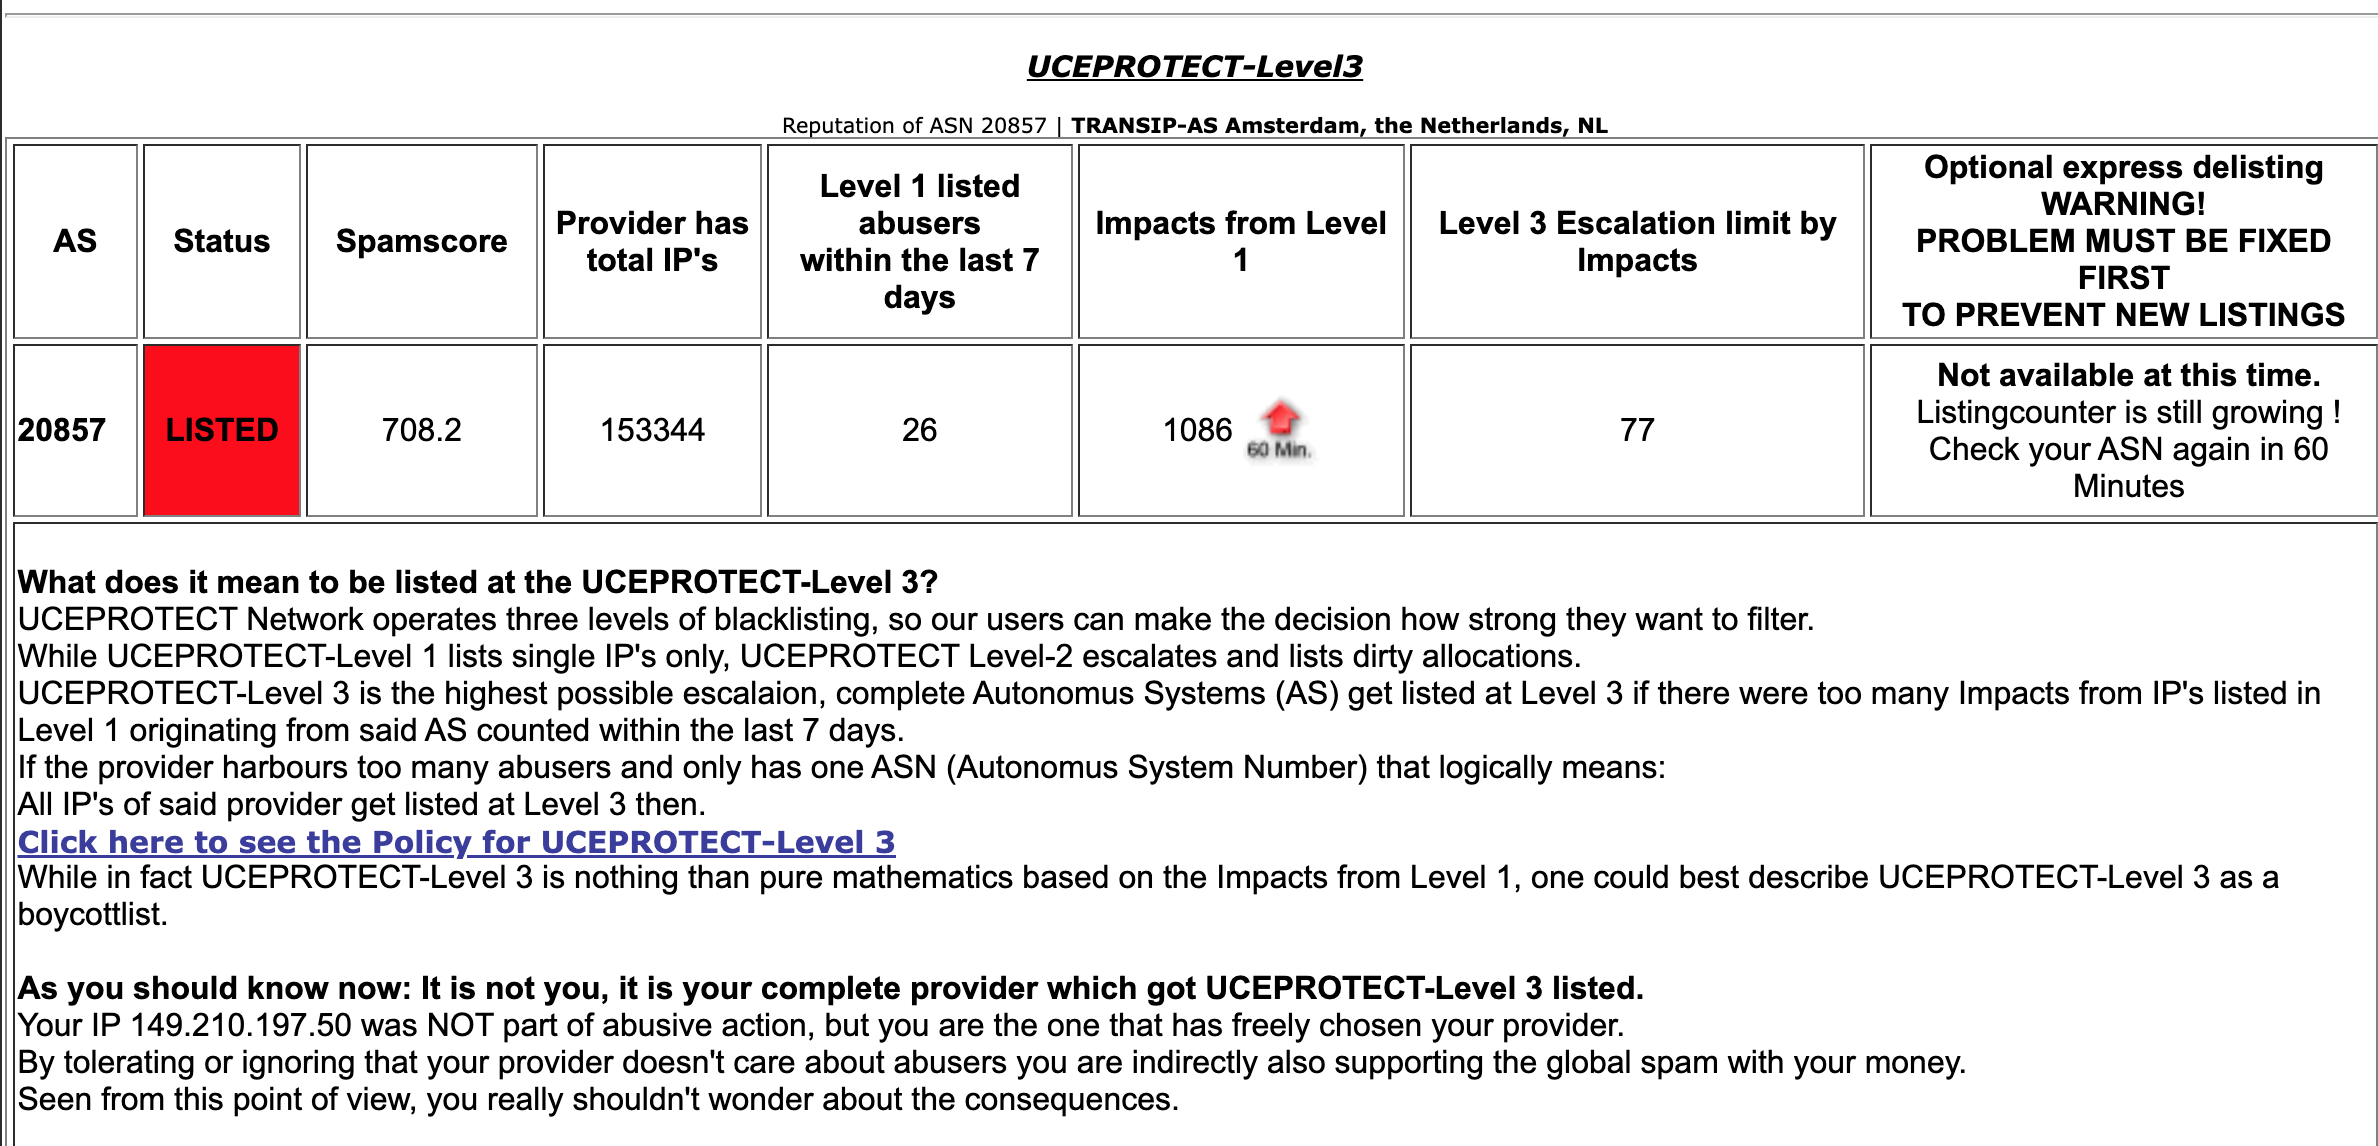 UCEPROTECT-Level3
Reputation of ASN 20857 | TRANSIP-AS Amsterdam, the Netherlands, NL
AS
Status
Spamscore
Provider has
total IP's
Level 1 listed
abusers
within the last 7
days
Impacts from Level
1
Level 3 Escalation limit by
Impacts
Optional express delisting
WARNING!
PROBLEM MUST BE FIXED
FIRST
TO PREVENT NEW LISTINGS
20857
LISTED
708.2
153344
26
1086
60 Min.
77
Not available at this time.
Listingcounter is still growing !
Check your ASN again in 60
Minutes
What does it mean to be listed at the UCEPROTECT-Level 3?
UCEPROTECT Network operates three levels of blacklisting, so our users can make the decision how strong they want to filter.
While UCEPROTECT-Level 1 lists single IP's only, UCEPROTECT Level-2 escalates and lists dirty allocations.
UCEPROTECT-Level 3 is the highest possible escalaion, complete Autonomus Systems (AS) get listed at Level 3 if there were too many Impacts from IP's listed in
Level 1 originating from said AS counted within the last 7 days.
If the provider harbours too many abusers and only has one ASN (Autonomus System Number) that logically means:
All IP's of said provider get listed at Level 3 then.
Click here to see the Policy for UCEPROTECT-Level 3
While in fact UCEPROTECT-Level 3 is nothing than pure mathematics based on the Impacts from Level 1, one could best describe UCEPROTECT-Level 3 as a
boycottlist.
As you should know now: It is not you, it is your complete provider which got UCEPROTECT-Level 3 listed.
Your IP 149.210.197.50 was NOT part of abusive action, but you are the one that has freely chosen your provider.
By tolerating or ignoring that your provider doesn't care about abusers you are indirectly also supporting the global spam with your money.
Seen from this point of view, you really shouldn't wonder about the consequences.